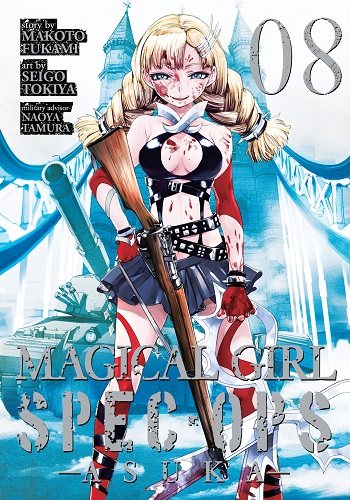 story by
MAKOTO
FUKAMI
art by
SEIGO
TOKIYA
military advisor
NAOYA
TAMURA
08
MAGICAL GIRL
SPEC-OPS
ASUKA